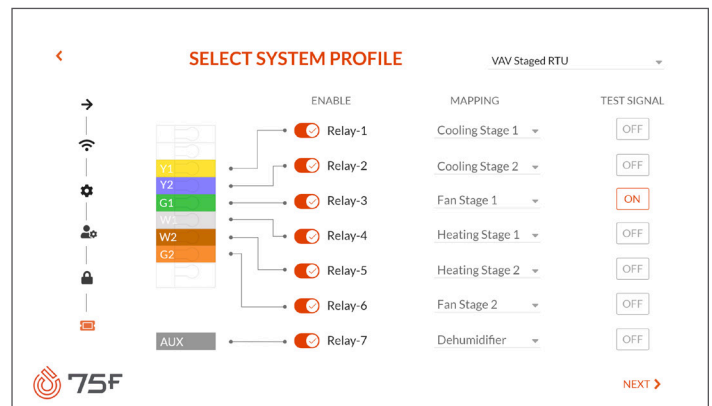 SELECT SYSTEM PROFILE
VAV Staged RTU
ENABLE MAPPING TEST SIGNAL
Relay-1 Cooling Stage 1 OFF
Y1 Relay-2 Cooling Stage 2 OFF
Y2
G1 Relay-3 Fan Stage 1 ON
W1 Relay-4 Heating Stage 1 OFF
W2
G2 Relay-5 Heating Stage 2 OFF
Relay-6 Fan Stage 2 OFF
AUX Relay-7 Dehumidifier OFF
75F
NEXT